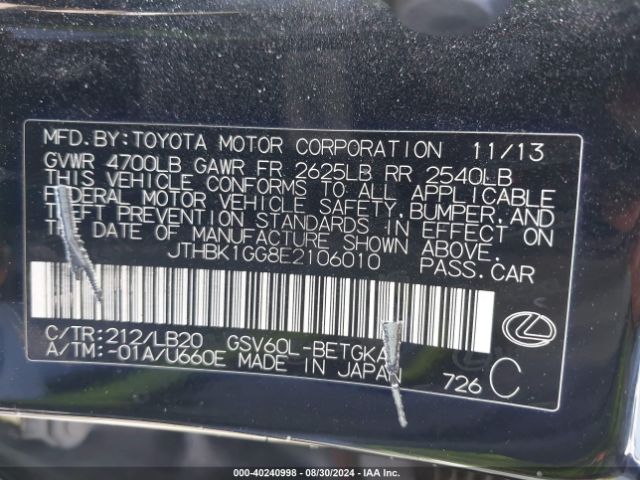 MFD. BY: TOYOTA MOTOR CORPORATION 11/13
GVWR 4700LB GAWR FR 2625LB RR 2540LB
THIS VEHICLE CONFORMS TO ALL APPLICABLE
FEDERAL MOTOR VEHICLE SAFETY, BUMPER, AND
THEFT PREVENTION STANDARDS IN EFFECT ON
THE DATE OF MANUFACTURE SHOWN ABOVE.
JTHBK1GG8E2106010 PASS. CAR
C/TR: 212/LB20 GSV60L-BETGKA
A/TM: -01A/U660E MADE IN JAPAN
726 C
000-40240998 - 08/30/2024 - IAAI.COM